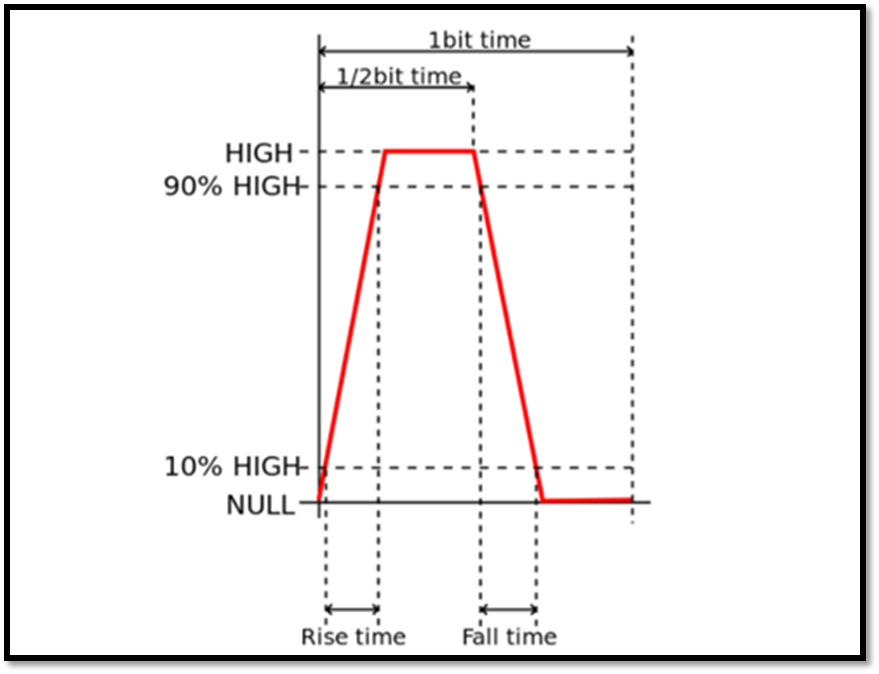 1bit time
1/2bit time
HIGH
90% HIGH
10% HIGH
NULL
Rise time
Fall time